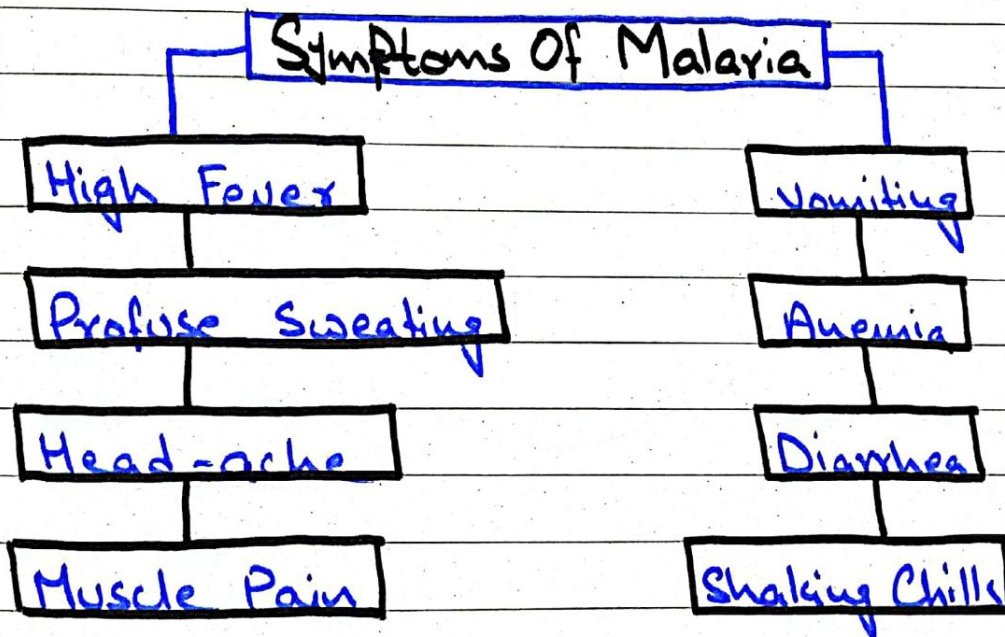 Symptoms Of Malaria
High Fever
Vomiting
Profuse Sweating
Anemia
Head-ache
Diarrhea
Muscle Pain
Shaking Chills